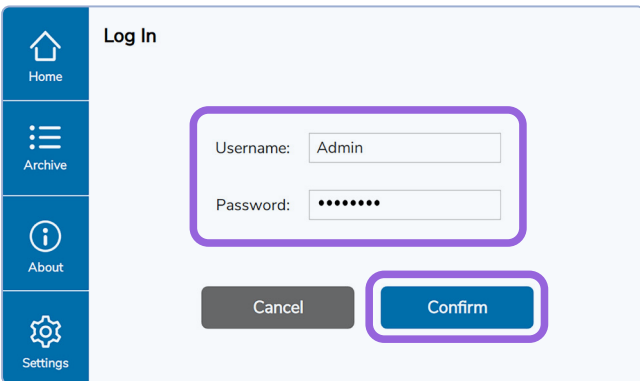 Log In
Home
Archive
About
Settings
Username: Admin
Password: ••••••••
Cancel Confirm